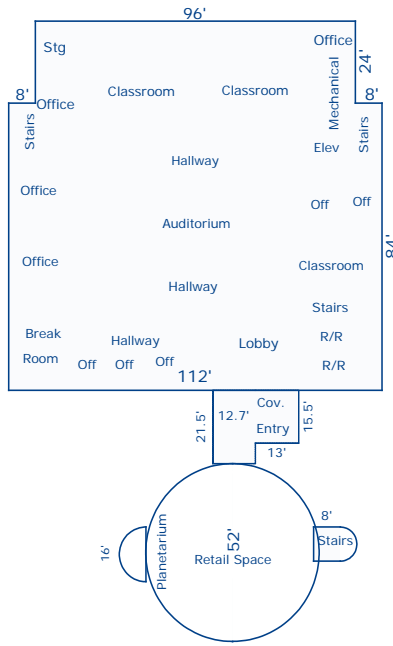 96'
Stg
Office
24'
Mechanical
Classroom
Classroom
8'
8'
Office
Stairs
Stairs
Elev
Hallway
Office
Off
Off
Auditorium
84'
Office
Classroom
Hallway
Stairs
Break
Room
Hallway
Lobby
R/R
R/R
Off
Off
Off
112'
Cov.
Entry
12.7'
21.5'
15.5'
13'
8'
Stairs
Planetarium
52'
16'
Retail Space